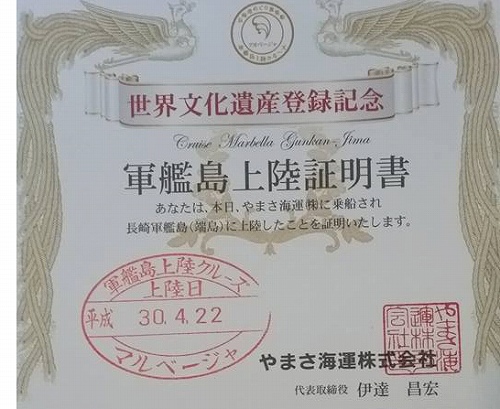 世界文化遺産登録記念
Cruise Marbella Gunkan-Jima
軍艦島上陸証明書
あなたは、本日、やまさ海運(株)に乗船され
長崎軍艦島(端島)に上陸したことを証明いたします。
軍艦島上陸クルーズ
上陸日
平成 30.4.22
マルベージャ
やまさ海運株式会社
代表取締役 伊達 昌宏